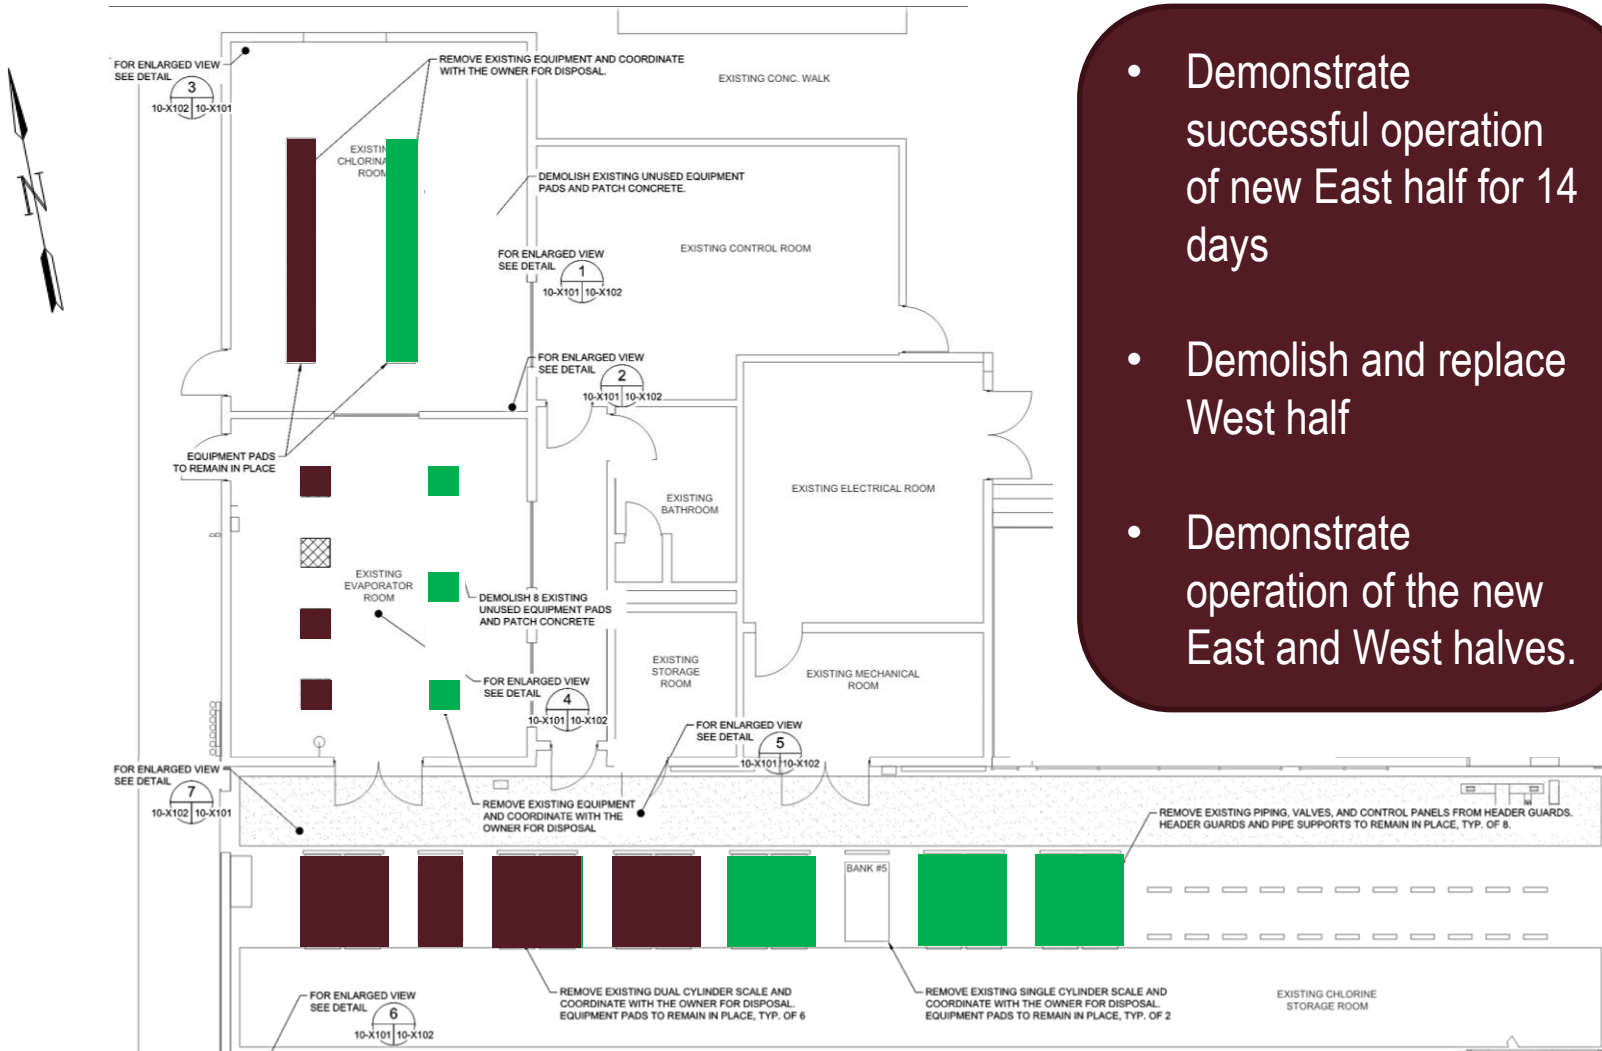 FOR ENLARGED VIEW
SEE DETAIL
3
10-X102 10-X101
REMOVE EXISTING EQUIPMENT AND COORDINATE
WITH THE OWNER FOR DISPOSAL.
EXISTING CONC. WALK
N
EXISTIN
CHLORINA
ROOM
DEMOLISH EXISTING UNUSED EQUIPMENT
PADS AND PATCH CONCRETE.
EXISTING CONTROL ROOM
FOR ENLARGED VIEW
SEE DETAIL
1
10-X101 10-X102
FOR ENLARGED VIEW
SEE DETAIL
2
10-X101 10-X102
EQUIPMENT PADS
TO REMAIN IN PLACE
EXISTING
BATHROOM
EXISTING ELECTRICAL ROOM
EXISTING
EVAPORATOR
ROOM
DEMOLISH 8 EXISTING
UNUSED EQUIPMENT PADS
AND PATCH CONCRETE
EXISTING
STORAGE
ROOM
EXISTING MECHANICAL
ROOM
FOR ENLARGED VIEW
SEE DETAIL
4
10-X101 10-X102
FOR ENLARGED VIEW
SEE DETAIL
5
10-X101 10-X102
FOR ENLARGED VIEW
SEE DETAIL
7
10-X102 10-X101
REMOVE EXISTING EQUIPMENT
AND COORDINATE WITH THE
OWNER FOR DISPOSAL
REMOVE EXISTING PIPING, VALVES, AND CONTROL PANELS FROM HEADER GUARDS.
HEADER GUARDS AND PIPE SUPPORTS TO REMAIN IN PLACE, TYP. OF 8.
BANK #5
FOR ENLARGED VIEW
SEE DETAIL
6
10-X101 10-X102
REMOVE EXISTING DUAL CYLINDER SCALE AND
COORDINATE WITH THE OWNER FOR DISPOSAL.
EQUIPMENT PADS TO REMAIN IN PLACE, TYP. OF 6
REMOVE EXISTING SINGLE CYLINDER SCALE AND
COORDINATE WITH THE OWNER FOR DISPOSAL.
EQUIPMENT PADS TO REMAIN IN PLACE, TYP. OF 2
EXISTING CHLORINE
STORAGE ROOM
• Demonstrate
successful operation
of new East half for 14
days
• Demolish and replace
West half
• Demonstrate
operation of the new
East and West halves.